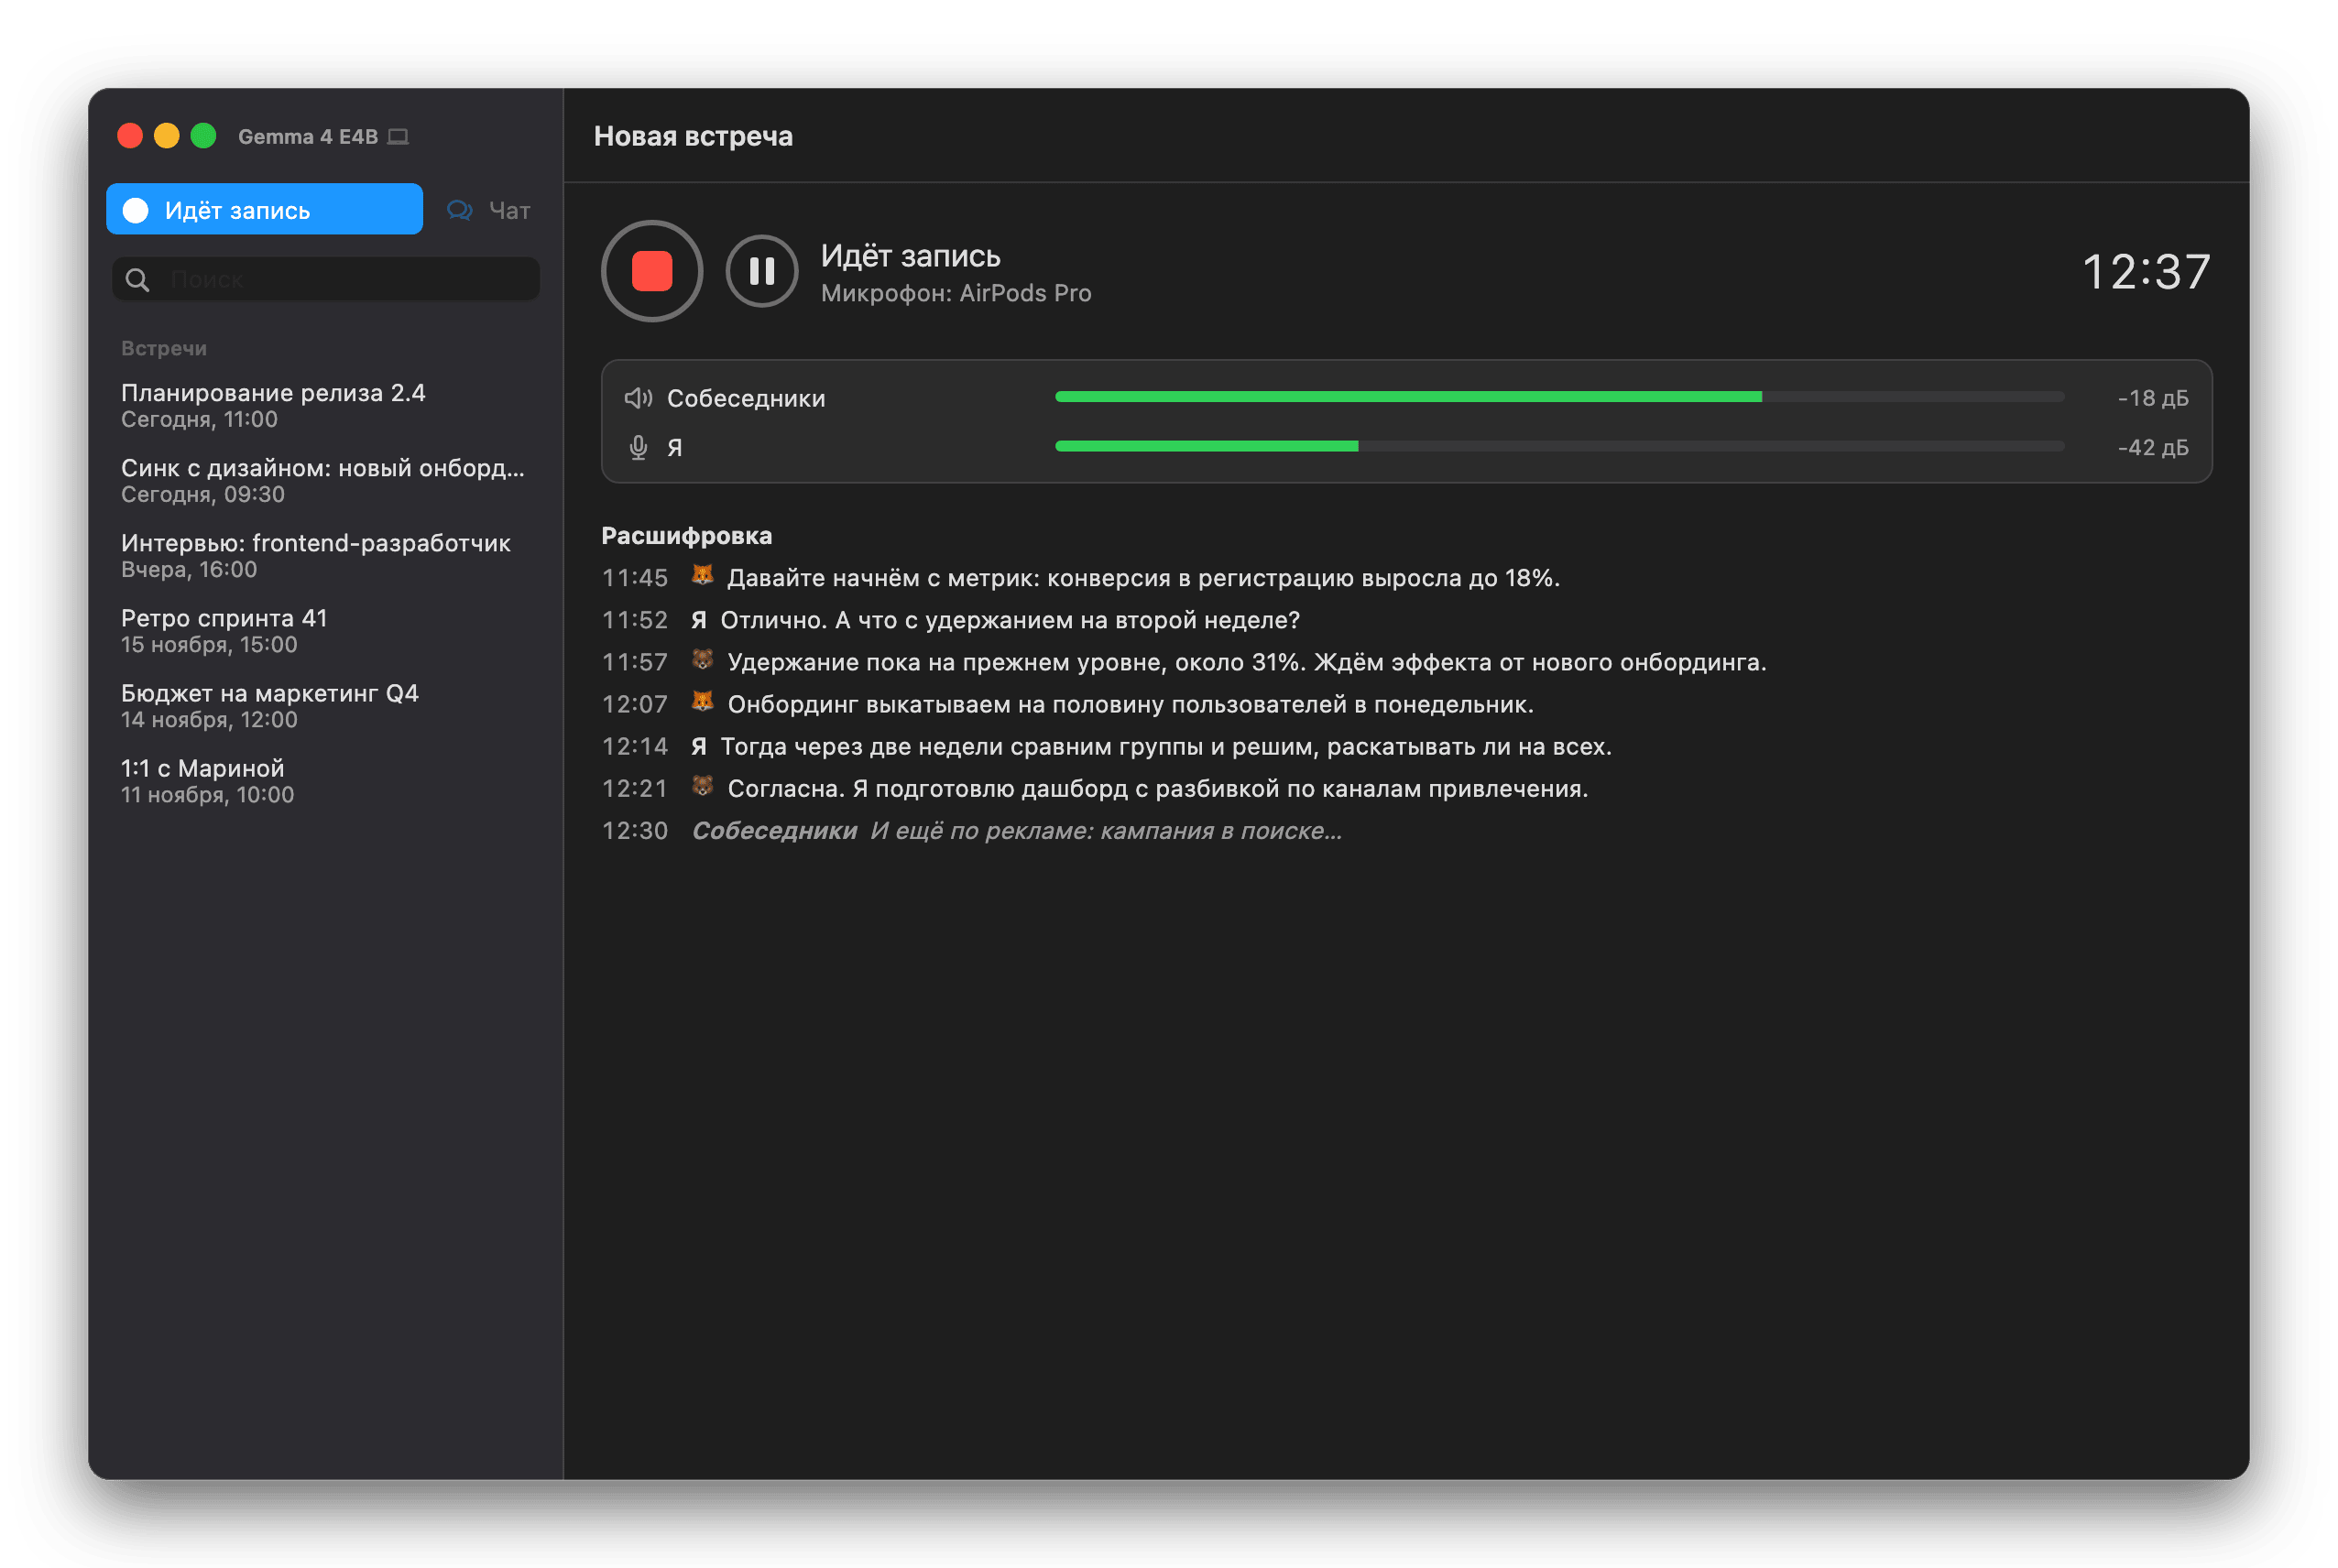 Gemma 4 E4B
Идёт запись
Чат
Поиск
Встречи
Планирование релиза 2.4
Сегодня, 11:00
Синк с дизайном: новый онборд...
Сегодня, 09:30
Интервью: frontend-разработчик
Вчера, 16:00
Ретро спринта 41
15 ноября, 15:00
Бюджет на маркетинг Q4
14 ноября, 12:00
1:1 с Мариной
11 ноября, 10:00
Новая встреча
Идёт запись
Микрофон: AirPods Pro
12:37
Собеседники -18 дБ
Я -42 дБ
Расшифровка
11:45 Давайте начнём с метрик: конверсия в регистрацию выросла до 18%.
11:52 Я Отлично. А что с удержанием на второй неделе?
11:57 Удержание пока на прежнем уровне, около 31%. Ждём эффекта от нового онбординга.
12:07 Онбординг выкатываем на половину пользователей в понедельник.
12:14 Я Тогда через две недели сравним группы и решим, раскатывать ли на всех.
12:21 Согласна. Я подготовлю дашборд с разбивкой по каналам привлечения.
12:30 Собеседники И ещё по рекламе: кампания в поиске...